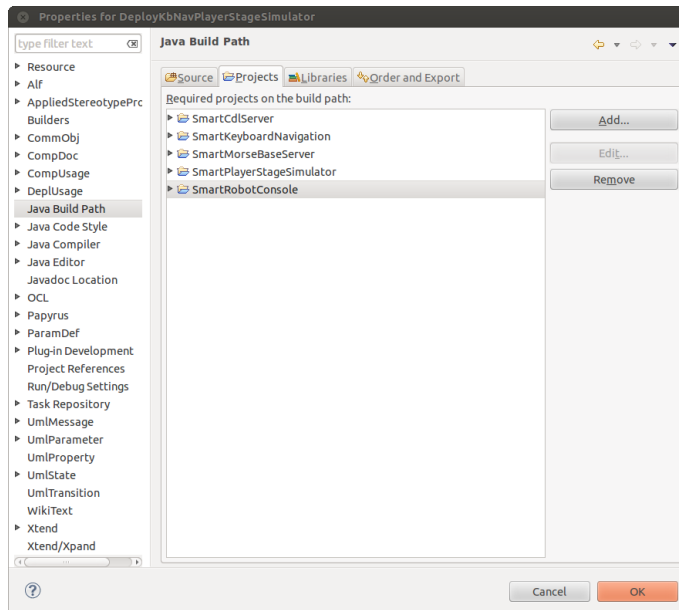 Properties for DeployKbNavPlayerStageSimulator
type filter text
Java Build Path
Resource
Alf
AppliedStereotypePrc
Builders
CommObj
CompDoc
CompUsage
DeplUsage
Java Build Path
Java Code Style
Java Compiler
Java Editor
Javadoc Location
OCL
Papyrus
ParamDef
Plug-in Development
Project References
Run/Debug Settings
Task Repository
UmlMessage
UmlParameter
UmlProperty
UmlState
UmlTransition
WikiText
Xtend
Xtend/Xpand
Source Projects Libraries Order and Export
Required projects on the build path:
SmartCdlServer
SmartKeyboardNavigation
SmartMorseBaseServer
SmartPlayerStageSimulator
SmartRobotConsole
Add...
Edit...
Remove
Cancel OK